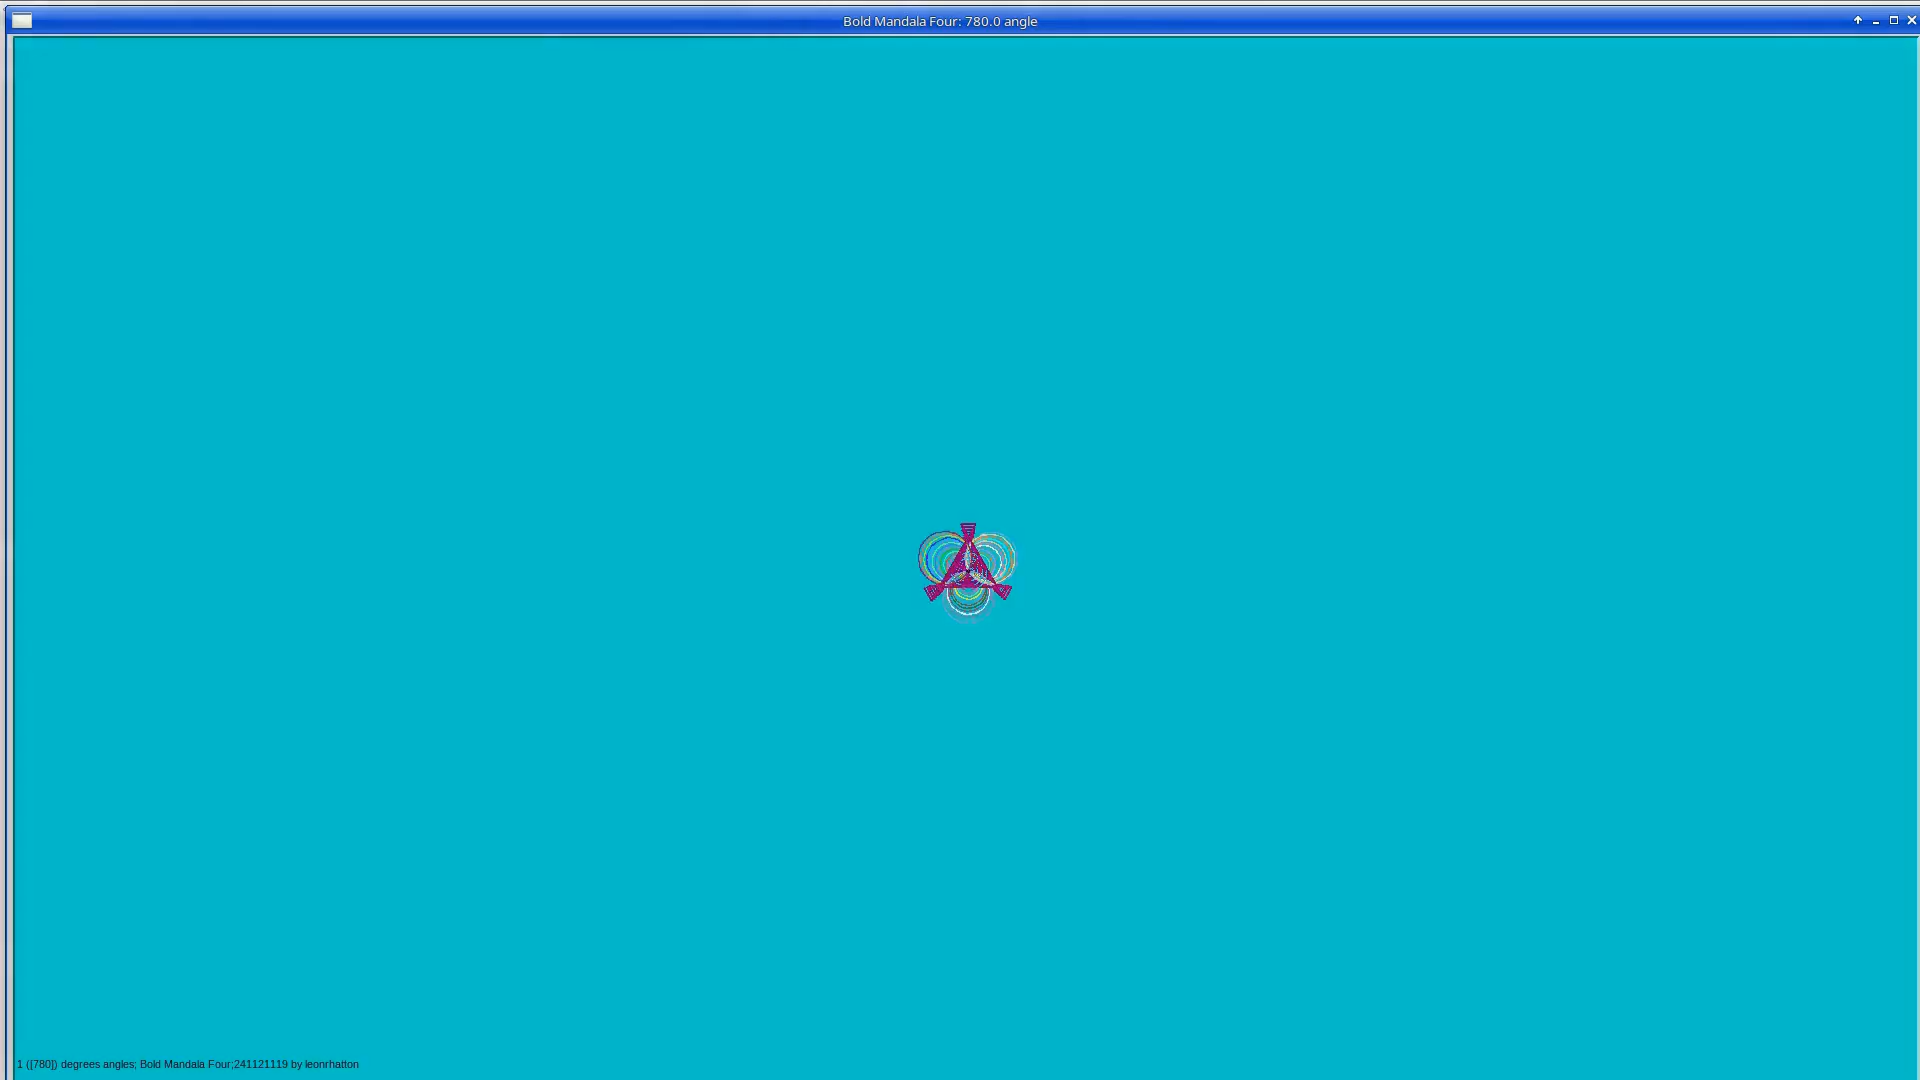 Bold Mandala Four: 780.0 angle
1 ([780]) degrees angles; Bold Mandala Four;241121119 by leonrhatton